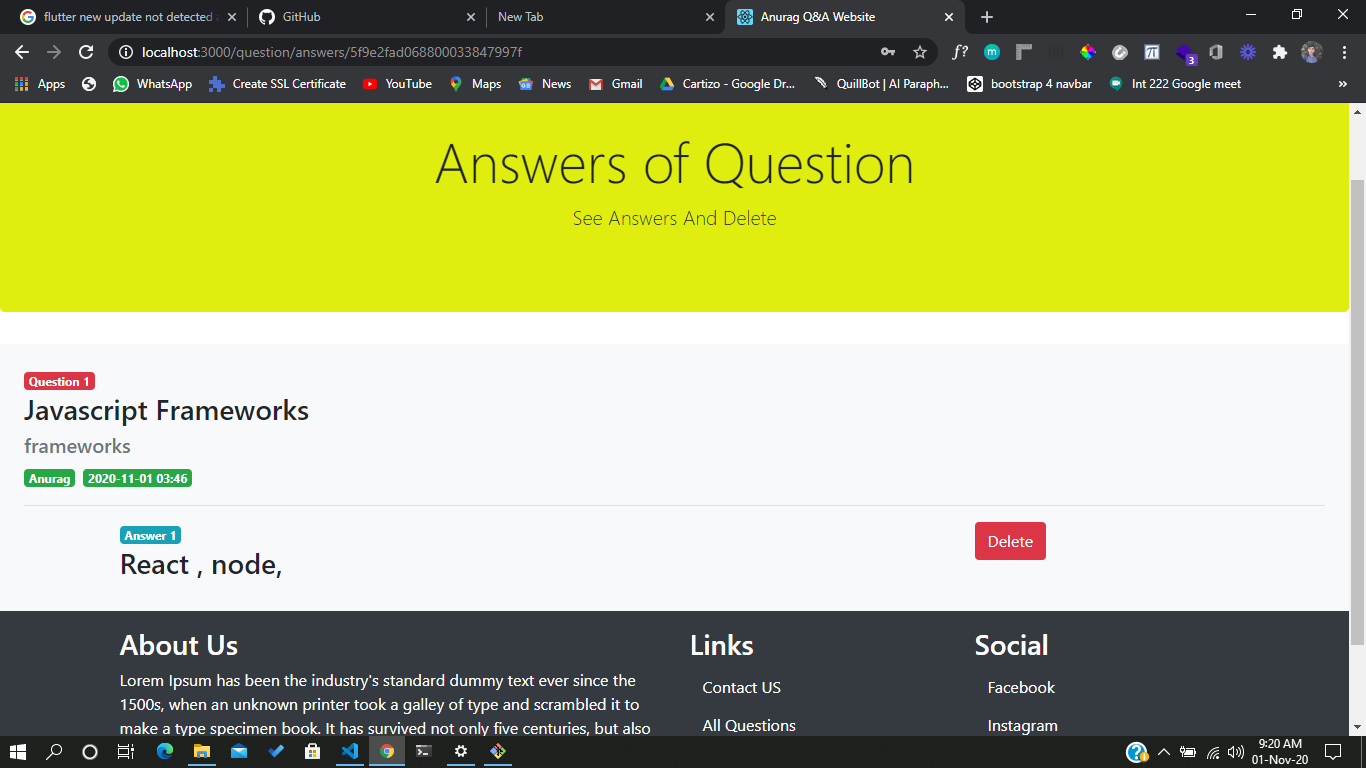 flutter new update not detected
GitHub
New Tab
Anurag Q&A Website
localhost:3000/question/answers/5f9e2fad068800033847997f
f?
m
3
Apps
WhatsApp
Create SSL Certificate
YouTube
Maps
News
Gmail
Cartizo - Google Dr...
QuillBot | AI Paraph...
bootstrap 4 navbar
Int 222 Google meet
»
Answers of Question
See Answers And Delete
Question 1
Javascript Frameworks
frameworks
Anurag 2020-11-01 03:46
Answer 1
Delete
React , node,
About Us
Links
Social
Lorem Ipsum has been the industry's standard dummy text ever since the
1500s, when an unknown printer took a galley of type and scrambled it to
make a type specimen book. It has survived not only five centuries, but also
Contact US
All Questions
Facebook
Instagram
9:20 AM
01-Nov-20